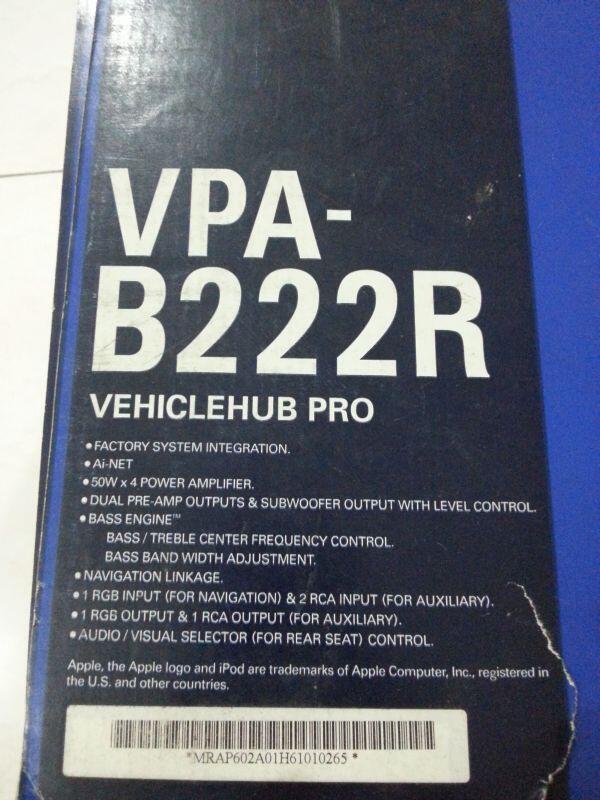 VPA-
B222R
VEHICLEHUB PRO
•FACTORY SYSTEM INTEGRATION.
•Ai-NET
•50W x 4 POWER AMPLIFIER.
•DUAL PRE-AMP OUTPUTS & SUBWOOFER OUTPUT WITH LEVEL CONTROL.
•BASS ENGINE™
BASS / TREBLE CENTER FREQUENCY CONTROL.
BASS BAND WIDTH ADJUSTMENT.
•NAVIGATION LINKAGE.
•1 RGB INPUT (FOR NAVIGATION) & 2 RCA INPUT (FOR AUXILIARY).
•1 RGB OUTPUT & 1 RCA OUTPUT (FOR AUXILIARY).
•AUDIO / VISUAL SELECTOR (FOR REAR SEAT) CONTROL.
Apple, the Apple logo and iPod are trademarks of Apple Computer, Inc., registered in
the U.S. and other countries.
*MRAP602A01H61010265 *